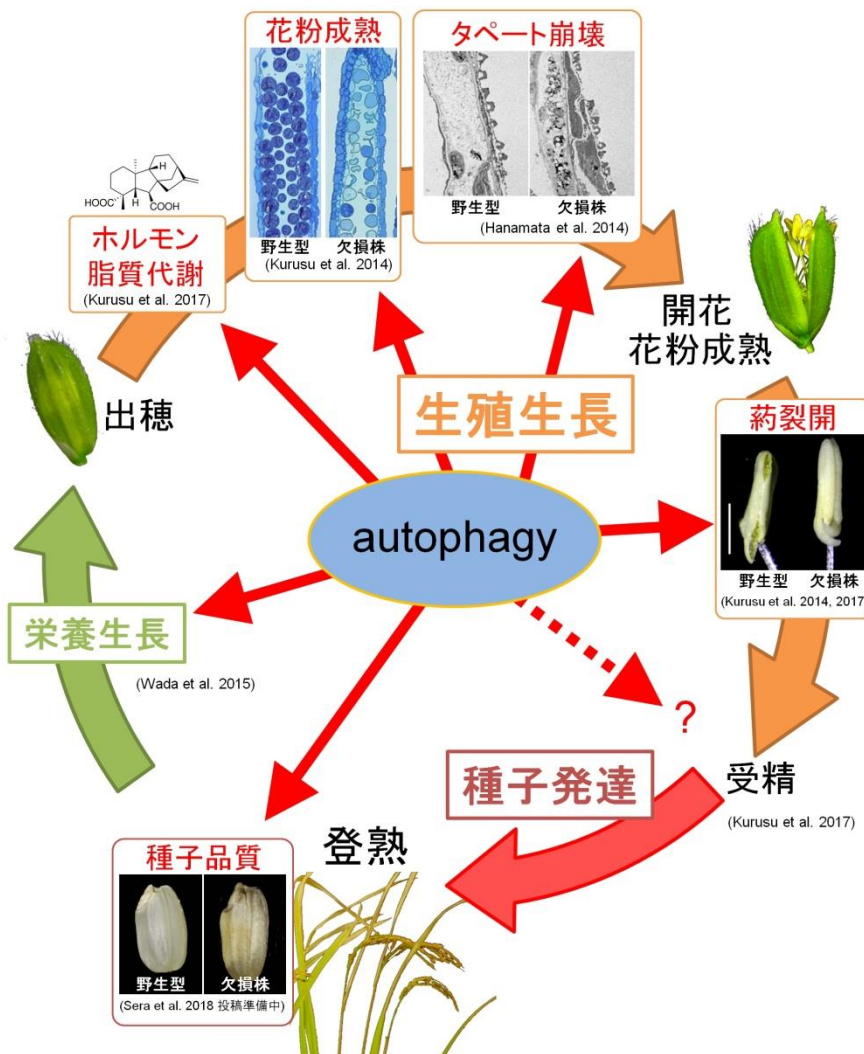 花粉成熟
野生型 欠損株
(Kurusu et al. 2014)
タペート崩壊
野生型 欠損株
(Hanamata et al. 2014)
H
H
HOOC
COOH
ホルモン
脂質代謝
(Kurusu et al. 2017)
開花
花粉成熟
出穂
生殖生長
葯裂開
野生型 欠損株
(Kurusu et al. 2014, 2017)
autophagy
栄養生長
(Wada et al. 2015)
?
種子発達
受精
(Kurusu et al. 2017)
登熟
種子品質
野生型 欠損株
(Sera et al. 2018 投稿準備中)